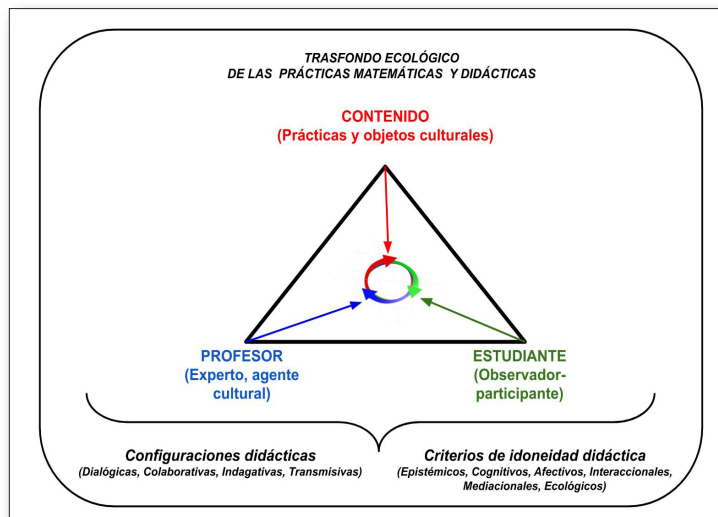 TRASFONDO ECOLÓGICO
DE LAS PRÁCTICAS MATEMÁTICAS Y DIDÁCTICAS
CONTENIDO
(Prácticas y objetos culturales)
PROFESOR
(Experto, agente
cultural)
ESTUDIANTE
(Observador-
participante)
Configuraciones didácticas
(Dialógicas, Colaborativas, Indagativas, Transmisivas)
Criterios de idoneidad didáctica
(Epistémicos, Cognitivos, Afectivos, Interaccionales,
Mediacionales, Ecológicos)